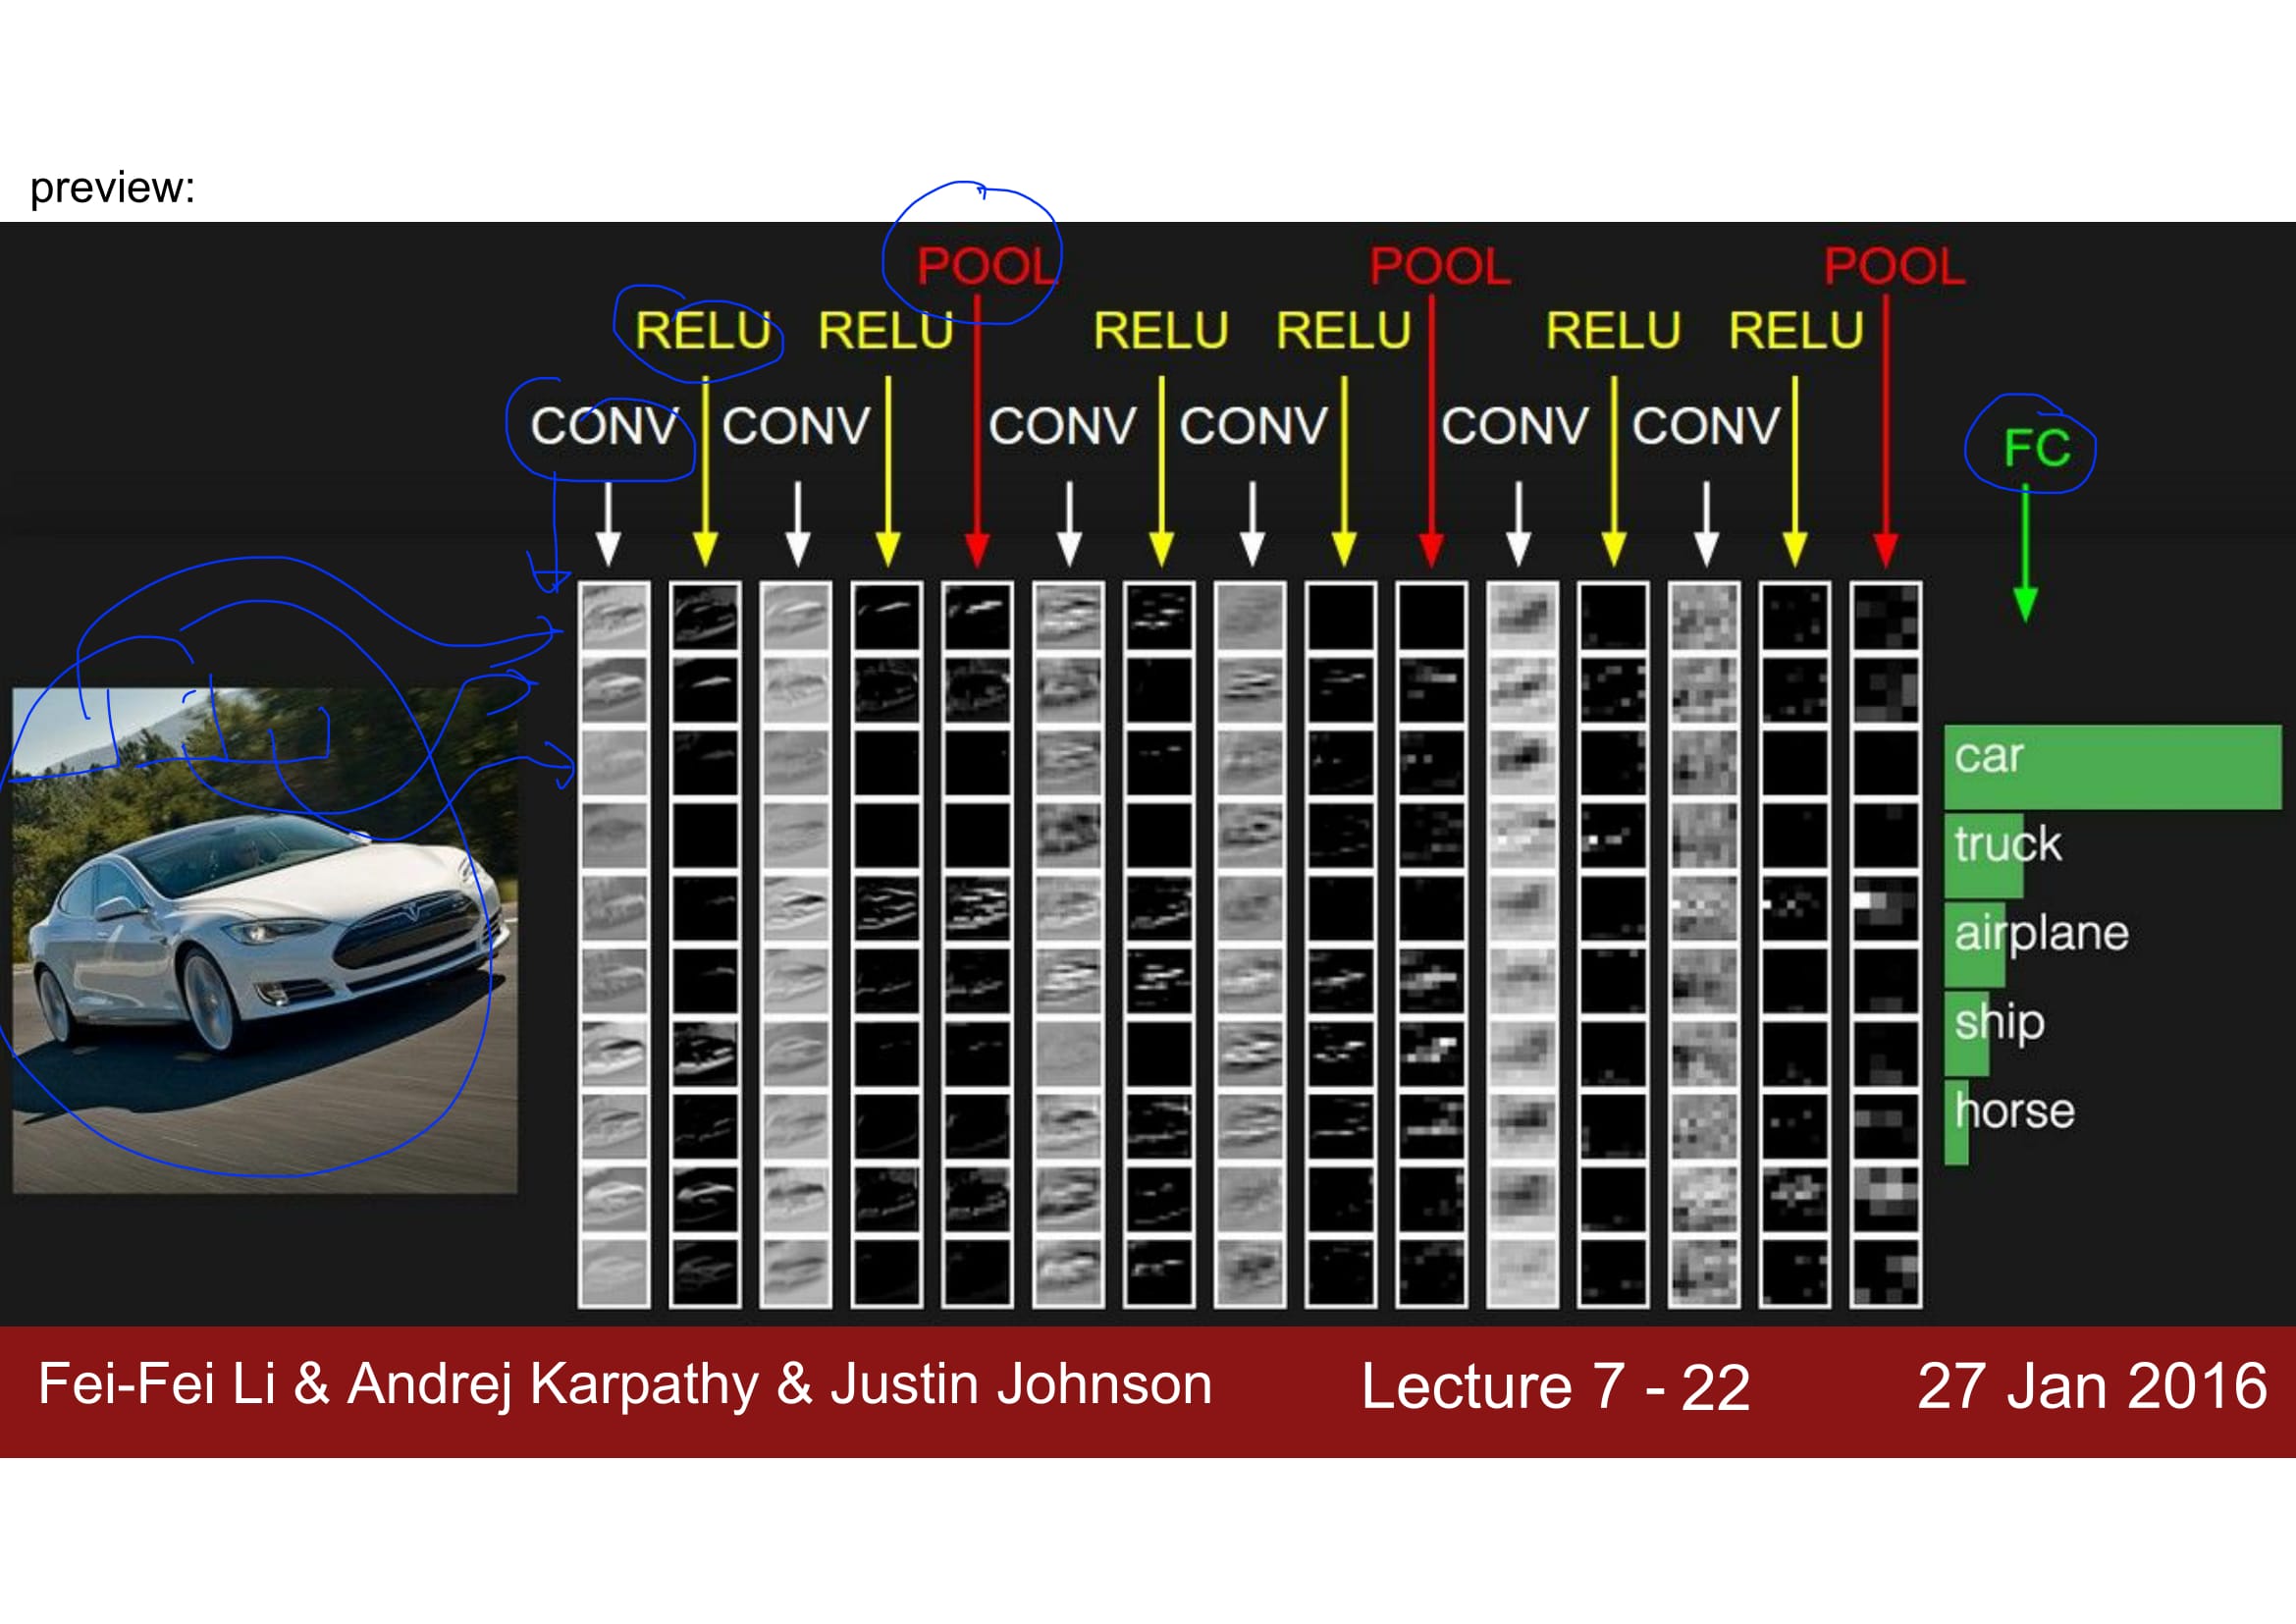 preview:
POOL POOL POOL
RELU RELU RELU RELU RELU RELU
CONV CONV CONV CONV CONV CONV
FC
car
truck
airplane
ship
horse
Fei-Fei Li & Andrej Karpathy & Justin Johnson Lecture 7 - 22 27 Jan 2016